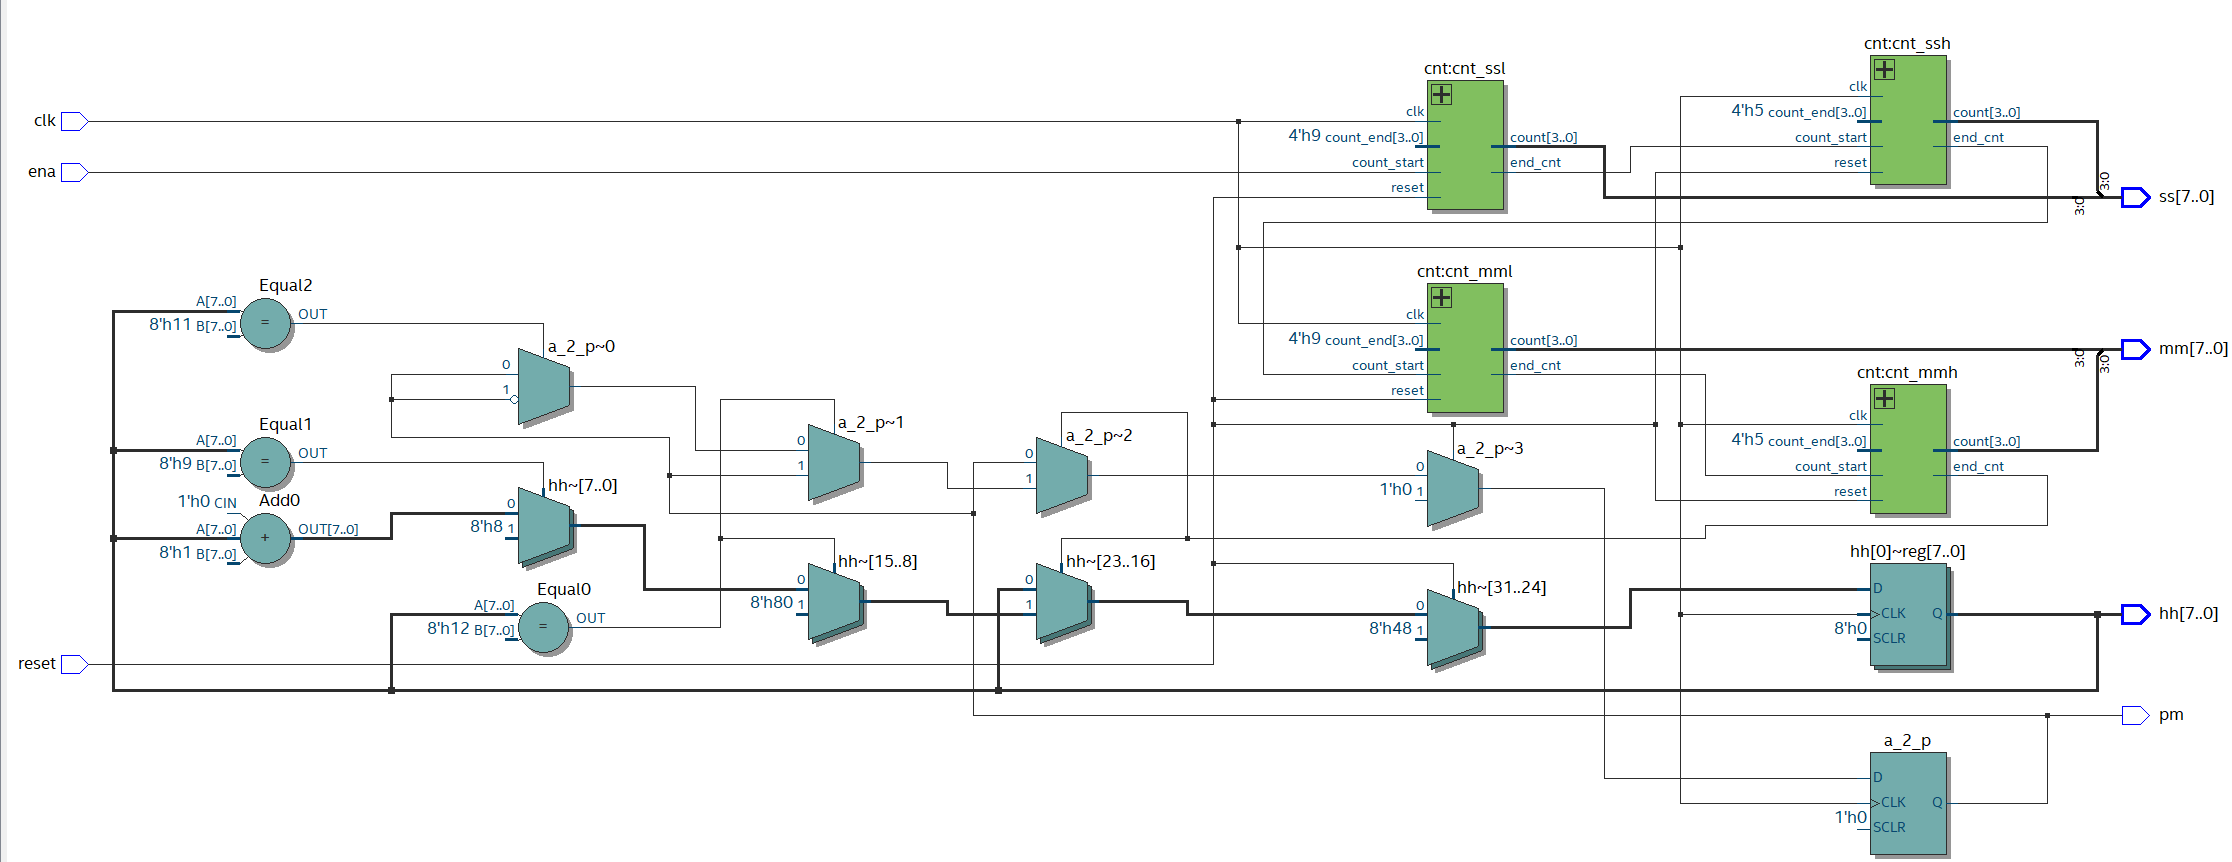 cnt:cnt_ssh
cnt:cnt_ssl
clk
4'h5 count_end[3..0]
count_start
reset
count[3..0]
end_cnt
clk
4'h9 count_end[3..0]
count_start
reset
count[3..0]
end_cnt
clk
ena
3:0
3:0
ss[7..0]
cnt:cnt_mml
clk
4'h9 count_end[3..0]
count_start
reset
count[3..0]
end_cnt
3:0
3:0
mm[7..0]
cnt:cnt_mmh
clk
4'h5 count_end[3..0]
count_start
reset
count[3..0]
end_cnt
Equal2
A[7..0]
8'h11 B[7..0]
=
OUT
a_2_p~0
0
1
Equal1
A[7..0]
8'h9 B[7..0]
=
OUT
a_2_p~1
0
1
a_2_p~2
0
1
a_2_p~3
0
1'h0 1
Add0
1'h0 CIN
A[7..0]
8'h1 B[7..0]
+
OUT[7..0]
hh~[7..0]
0
8'h8 1
Equal0
A[7..0]
8'h12 B[7..0]
=
OUT
hh~[15..8]
0
8'h80 1
hh~[23..16]
0
1
hh~[31..24]
0
8'h48 1
hh[0]~reg[7..0]
D
CLK
8'h0 SCLR
Q
hh[7..0]
reset
pm
a_2_p
D
CLK
1'h0 SCLR
Q